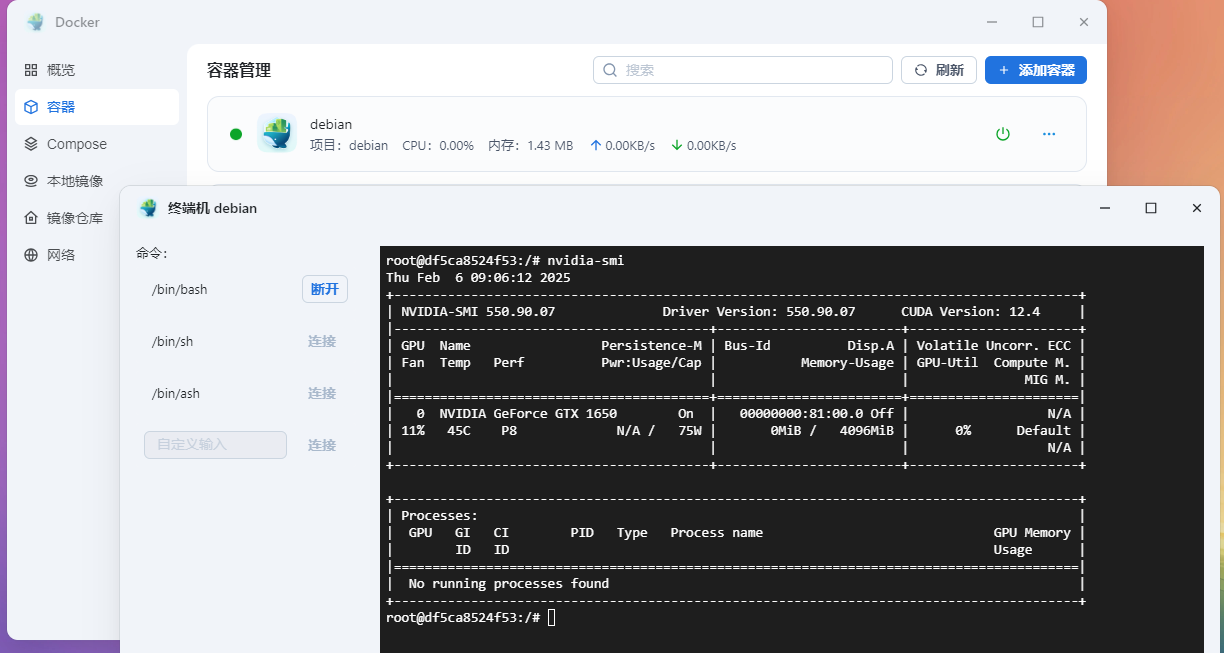 Docker
概览
容器
Compose
本地镜像
镜像仓库
网络
容器管理
搜索
刷新
+ 添加容器
debian
项目：debian CPU：0.00% 内存：1.43 MB ↑ 0.00KB/s ↓ 0.00KB/s
终端机 debian
命令：
/bin/bash 断开
/bin/sh 连接
/bin/ash 连接
自定义输入 连接
root@df5ca8524f53:/# nvidia-smi
Thu Feb  6 09:06:12 2025
+-----------------------------------------------------------------------------------------+
| NVIDIA-SMI 550.90.07              Driver Version: 550.90.07      CUDA Version: 12.4     |
|-----------------------------------------+------------------------+----------------------+
| GPU  Name                 Persistence-M | Bus-Id          Disp.A | Volatile Uncorr. ECC |
| Fan  Temp   Perf          Pwr:Usage/Cap |           Memory-Usage | GPU-Util  Compute M. |
|                                         |                        |               MIG M. |
|=========================================+========================+======================|
|   0  NVIDIA GeForce GTX 1650        On  |   00000000:81:00.0 Off |                  N/A |
| 11%   45C    P8             N/A /   75W |       0MiB /   4096MiB |      0%      Default |
|                                         |                        |                  N/A |
+-----------------------------------------+------------------------+----------------------+
+-----------------------------------------------------------------------------------------+
| Processes:                                                                              |
|  GPU   GI   CI        PID   Type   Process name                              GPU Memory |
|        ID   ID                                                               Usage      |
|=========================================================================================|
|  No running processes found                                                             |
+-----------------------------------------------------------------------------------------+
root@df5ca8524f53:/#